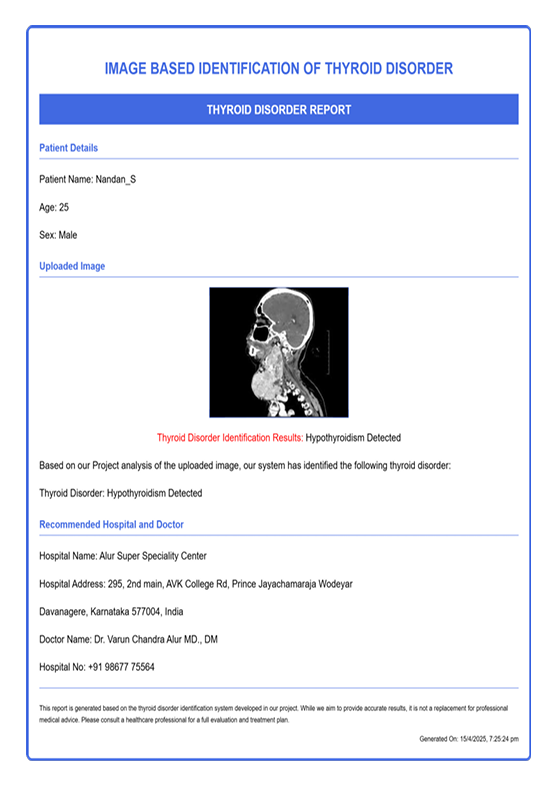 IMAGE BASED IDENTIFICATION OF THYROID DISORDER
THYROID DISORDER REPORT
Patient Details
Patient Name: Nandan_S
Age: 25
Sex: Male
Uploaded Image
Thyroid Disorder Identification Results: Hypothyroidism Detected
Based on our Project analysis of the uploaded image, our system has identified the following thyroid disorder:
Thyroid Disorder: Hypothyroidism Detected
Recommended Hospital and Doctor
Hospital Name: Alur Super Speciality Center
Hospital Address: 295, 2nd main, AVK College Rd, Prince Jayachamaraja Wodeyar
Davanagere, Karnataka 577004, India
Doctor Name: Dr. Varun Chandra Alur MD., DM
Hospital No: +91 98677 75564
This report is generated based on the thyroid disorder identification system developed in our project. While we aim to provide accurate results, it is not a replacement for professional
medical advice. Please consult a healthcare professional for a full evaluation and treatment plan.
Generated On: 15/4/2025, 7:25:24 pm